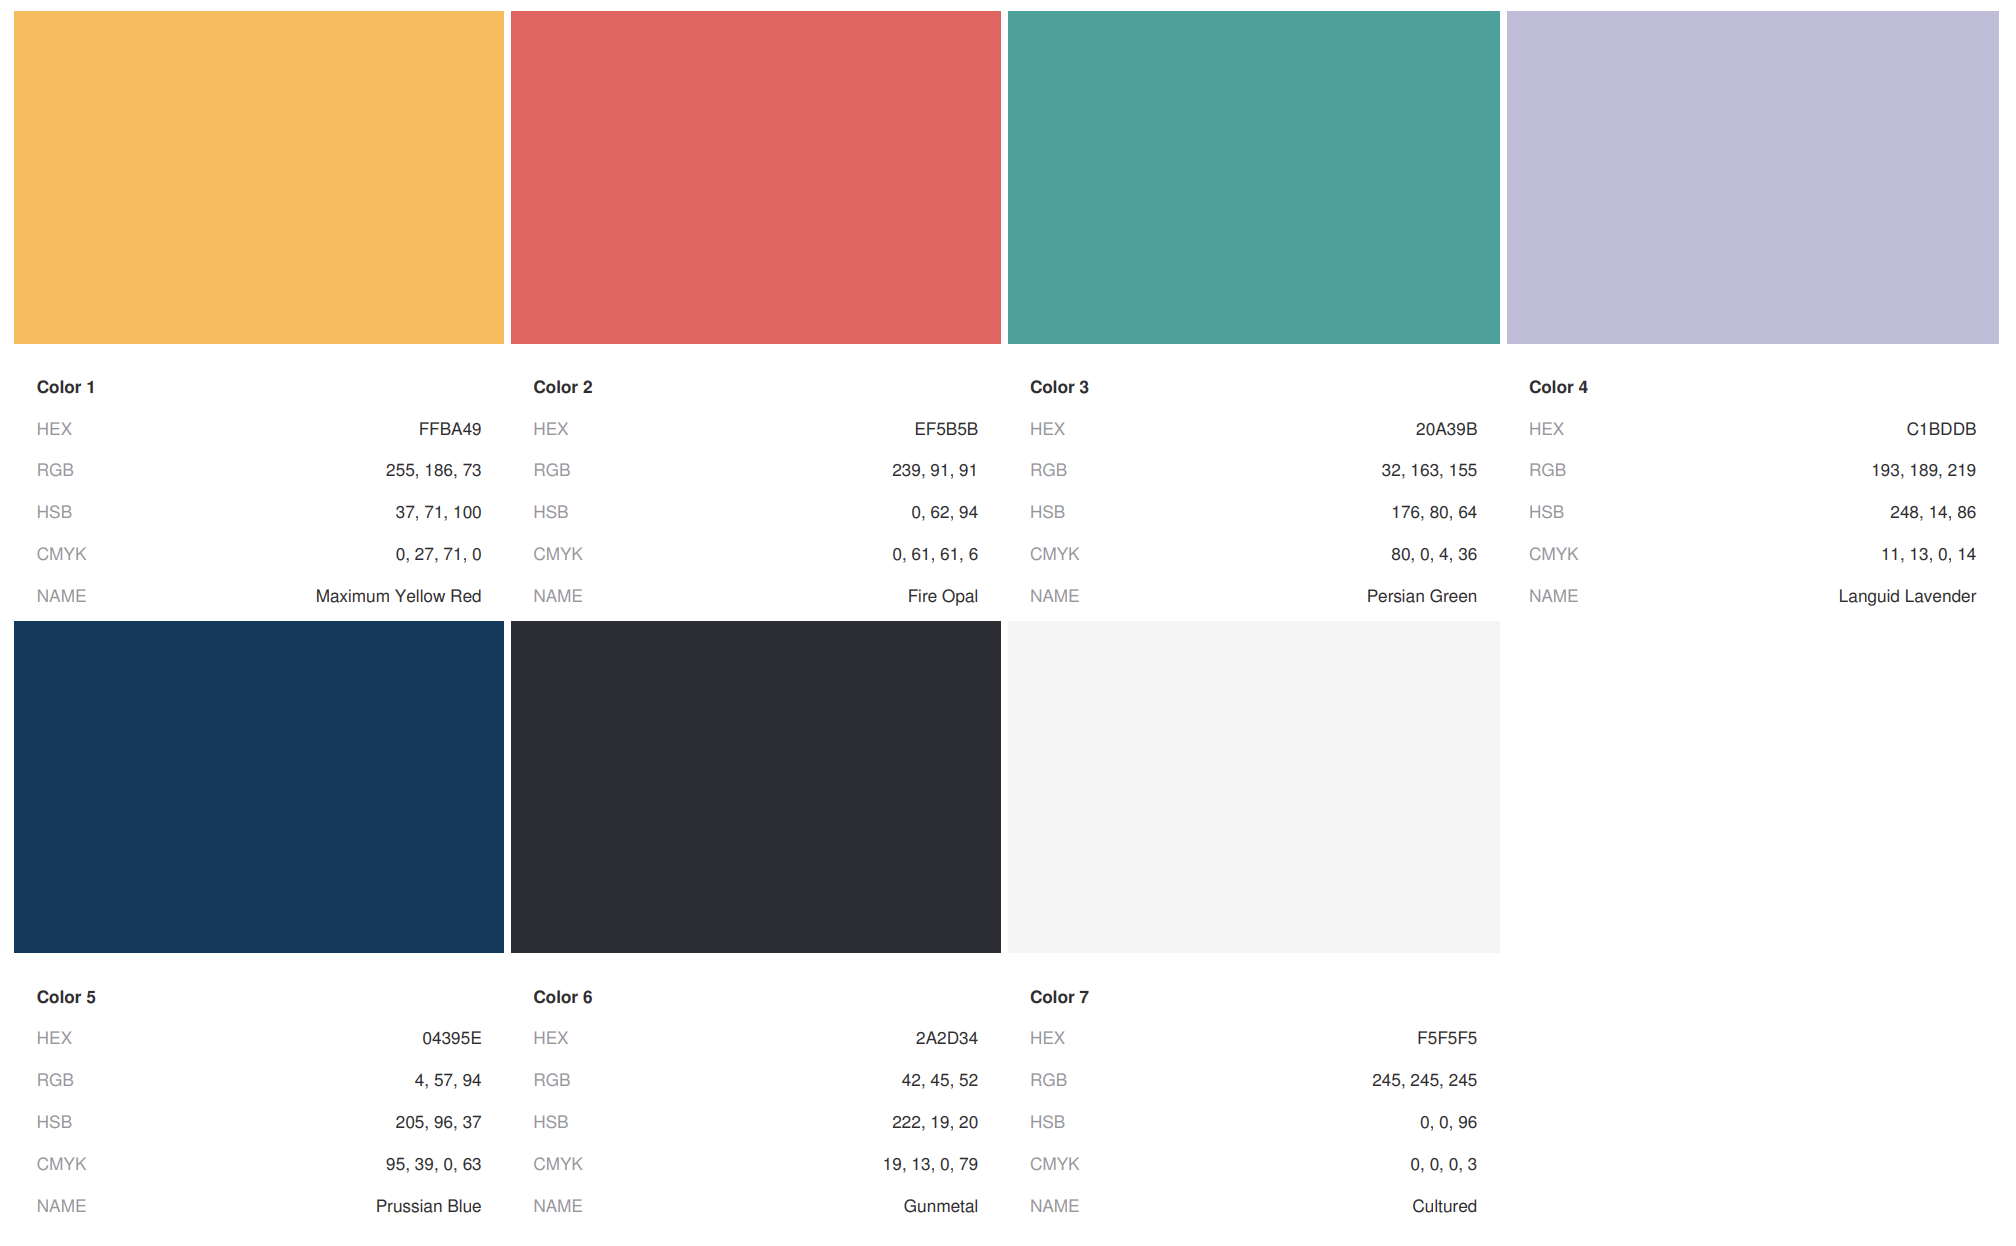 Color 1
HEX FFBA49
RGB 255, 186, 73
HSB 37, 71, 100
CMYK 0, 27, 71, 0
NAME Maximum Yellow Red
Color 2
HEX EF5B5B
RGB 239, 91, 91
HSB 0, 62, 94
CMYK 0, 61, 61, 6
NAME Fire Opal
Color 3
HEX 20A39B
RGB 32, 163, 155
HSB 176, 80, 64
CMYK 80, 0, 4, 36
NAME Persian Green
Color 4
HEX C1BDDB
RGB 193, 189, 219
HSB 248, 14, 86
CMYK 11, 13, 0, 14
NAME Languid Lavender
Color 5
HEX 04395E
RGB 4, 57, 94
HSB 205, 96, 37
CMYK 95, 39, 0, 63
NAME Prussian Blue
Color 6
HEX 2A2D34
RGB 42, 45, 52
HSB 222, 19, 20
CMYK 19, 13, 0, 79
NAME Gunmetal
Color 7
HEX F5F5F5
RGB 245, 245, 245
HSB 0, 0, 96
CMYK 0, 0, 0, 3
NAME Cultured